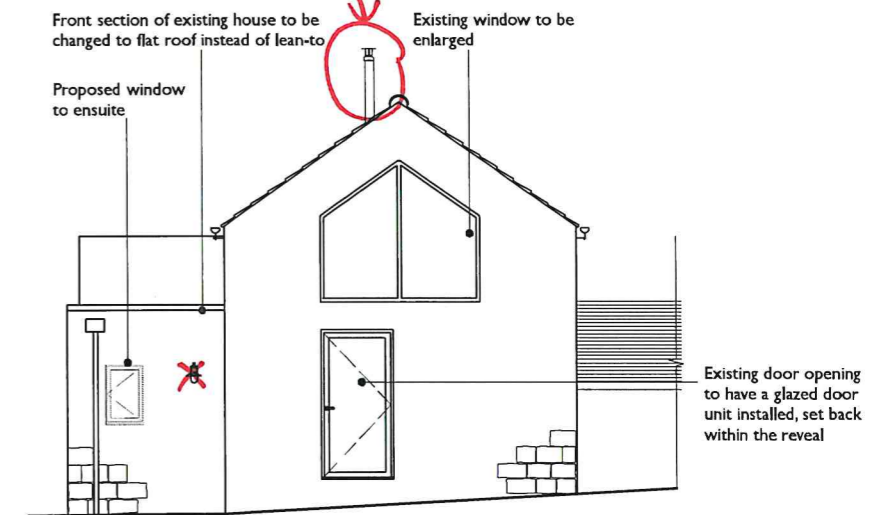 Front section of existing house to be
changed to flat roof instead of lean-to
Existing window to be
enlarged
Proposed window
to ensuite
Existing door opening
to have a glazed door
unit installed, set back
within the reveal